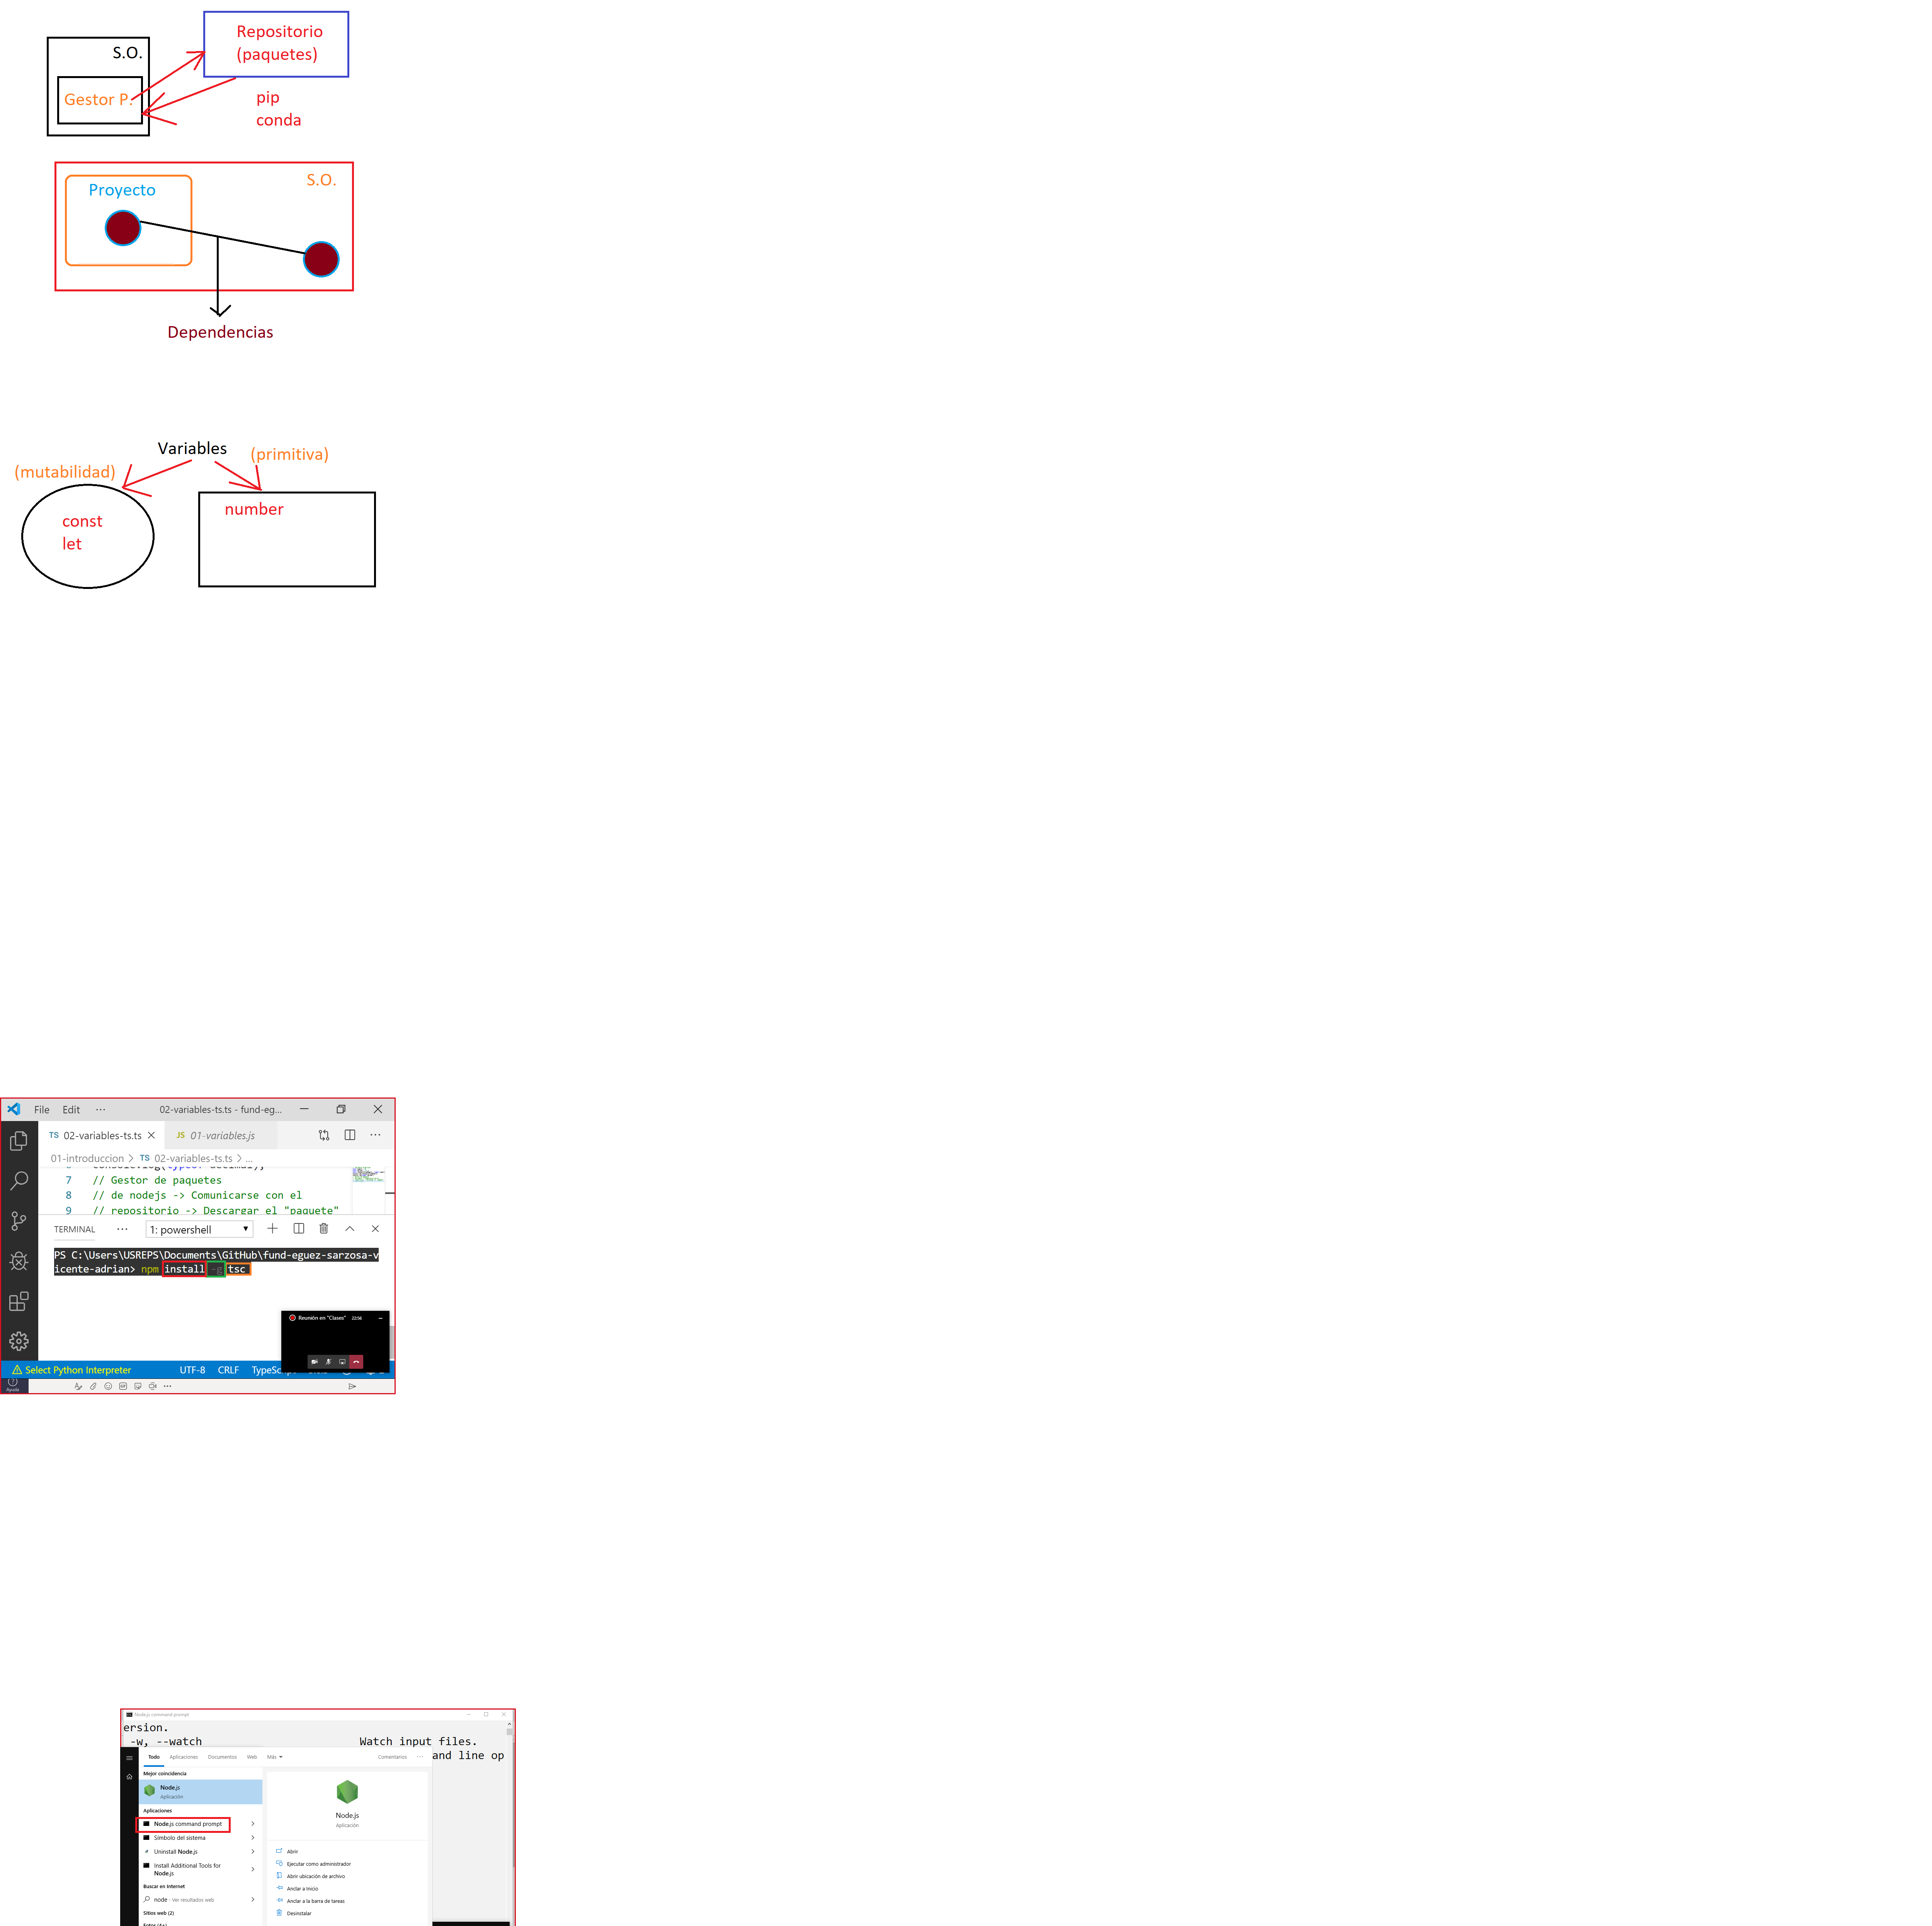 Repositorio
(paquetes)
S.O.
Gestor P.
pip
conda
S.O.
Proyecto
Dependencias
Variables
(primitiva)
(mutabilidad)
number
const
let
File Edit ··· 02-variables-ts.ts - fund-eg...
TS 02-variables-ts.ts JS 01-variables.js ···
01-introduccion > TS 02-variables-ts.ts > ...
7 // Gestor de paquetes
8 // de nodejs -> Comunicarse con el
9 // repositorio -> Descargar el "paquete"
TERMINAL ··· 1: powershell
PS C:\Users\USREPS\Documents\GitHub\fund-eguez-sarzosa-v
icente-adrian> npm install -g tsc
Reunión en "Clases" 22:56
Select Python Interpreter UTF-8 CRLF TypeSc
Ayuda
Node.js command prompt
ersion.
-w, --watch Watch input files.
and line op
Todo Aplicaciones Documentos Web Más Comentarios ···
Mejor coincidencia
Node.js
Aplicación
Aplicaciones
Node.js command prompt
Símbolo del sistema
Uninstall Node.js
Install Additional Tools for
Node.js
Buscar en Internet
node - Ver resultados web
Sitios web (2)
Fotos (4+)
Node.js
Aplicación
Abrir
Ejecutar como administrador
Abrir ubicación de archivo
Anclar a Inicio
Anclar a la barra de tareas
Desinstalar